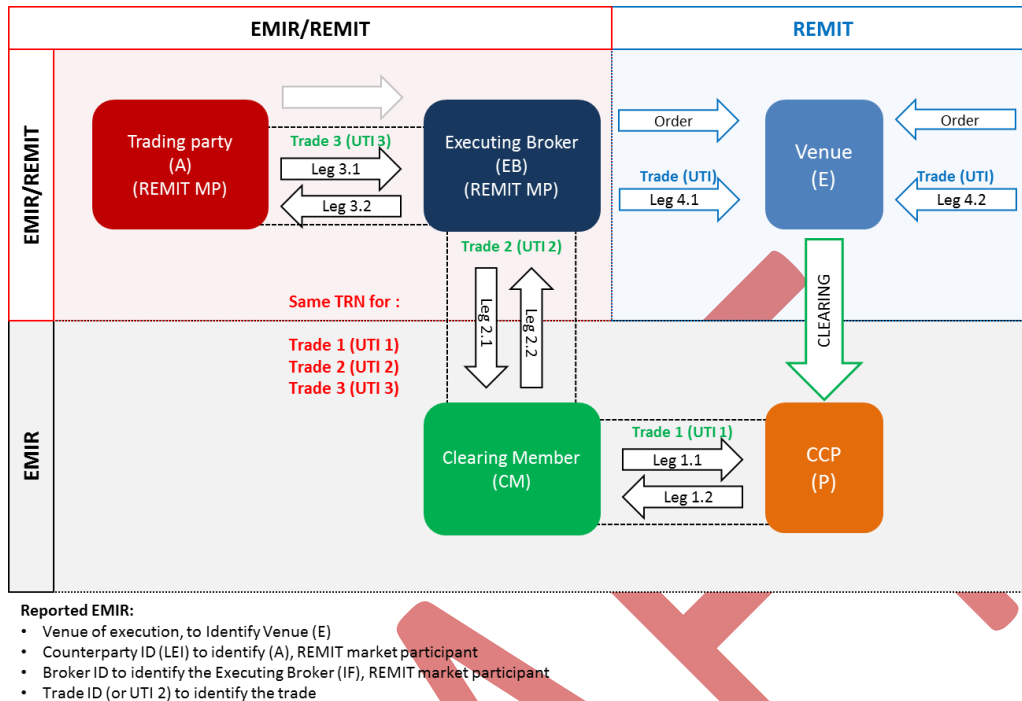 EMIR/REMIT
REMIT
EMIR/REMIT
EMIR
Trading party
(A)
(REMIT MP)
Trade 3 (UTI 3)
Leg 3.1
Leg 3.2
Executing Broker
(EB)
(REMIT MP)
Order
Trade (UTI)
Leg 4.1
Venue
(E)
Order
Trade (UTI)
Leg 4.2
Trade 2 (UTI 2)
Leg 2.1
Leg 2.2
CLEARING
Same TRN for :
Trade 1 (UTI 1)
Trade 2 (UTI 2)
Trade 3 (UTI 3)
Clearing Member
(CM)
Trade 1 (UTI 1)
Leg 1.1
Leg 1.2
CCP
(P)
Reported EMIR:
• Venue of execution, to Identify Venue (E)
• Counterparty ID (LEI) to identify (A), REMIT market participant
• Broker ID to identify the Executing Broker (IF), REMIT market participant
• Trade ID (or UTI 2) to identify the trade